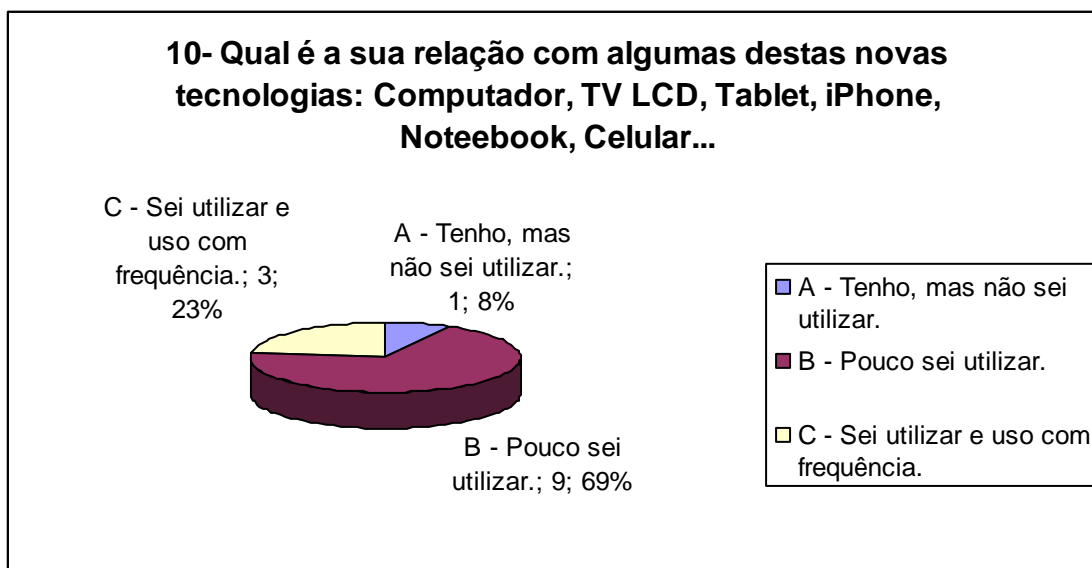 10- Qual é a sua relação com algumas destas novas
tecnologias: Computador, TV LCD, Tablet, iPhone,
Noteebook, Celular...
C - Sei utilizar e
uso com
frequência.; 3;
23%
A - Tenho, mas
não sei utilizar.;
1; 8%
B - Pouco sei
utilizar.; 9; 69%
A - Tenho, mas não sei
utilizar.
B - Pouco sei utilizar.
C - Sei utilizar e uso com
frequência.